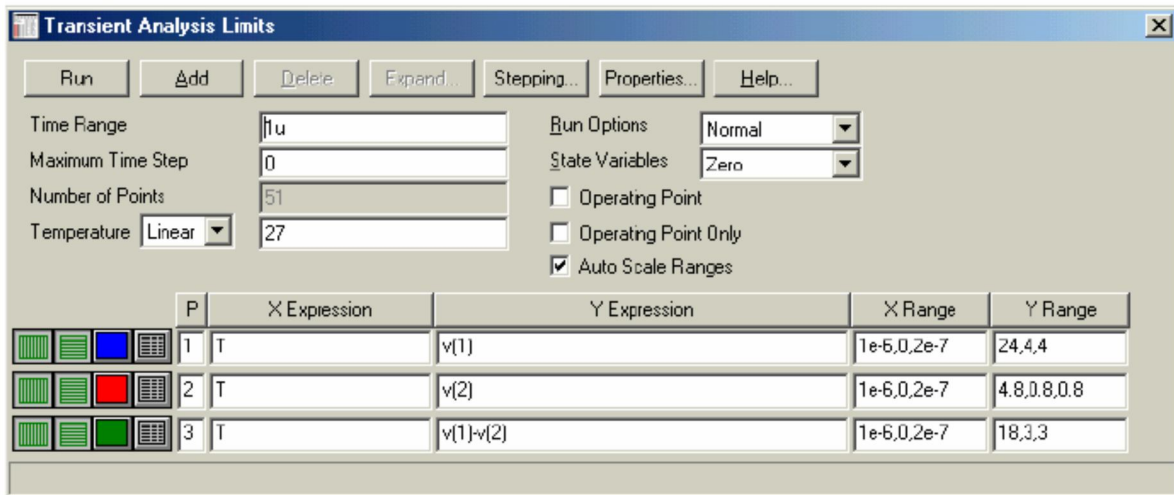 Transient Analysis Limits
Run Add Delete Expand... Stepping... Properties... Help...
Time Range 1u Run Options Normal
Maximum Time Step 0 State Variables Zero
Number of Points 51 Operating Point
Temperature Linear 27 Operating Point Only
Auto Scale Ranges
P X Expression Y Expression X Range Y Range
1 T v(1) 1e-6,0,2e-7 24,4,4
2 T v(2) 1e-6,0,2e-7 4.8,0.8,0.8
3 T v(1)-v(2) 1e-6,0,2e-7 18,3,3